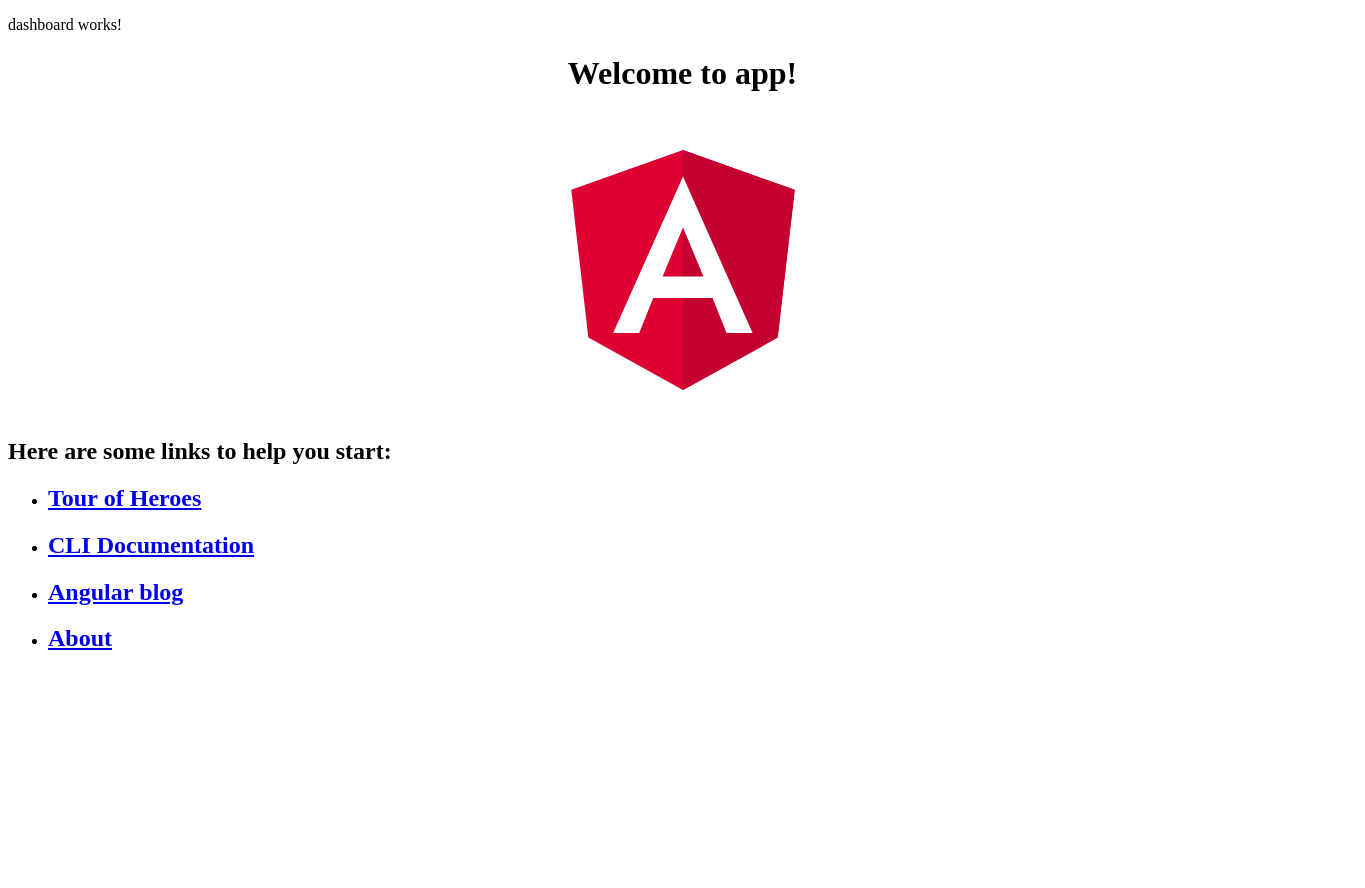 dashboard works!
Welcome to app!
A
Here are some links to help you start:
Tour of Heroes
CLI Documentation
Angular blog
About